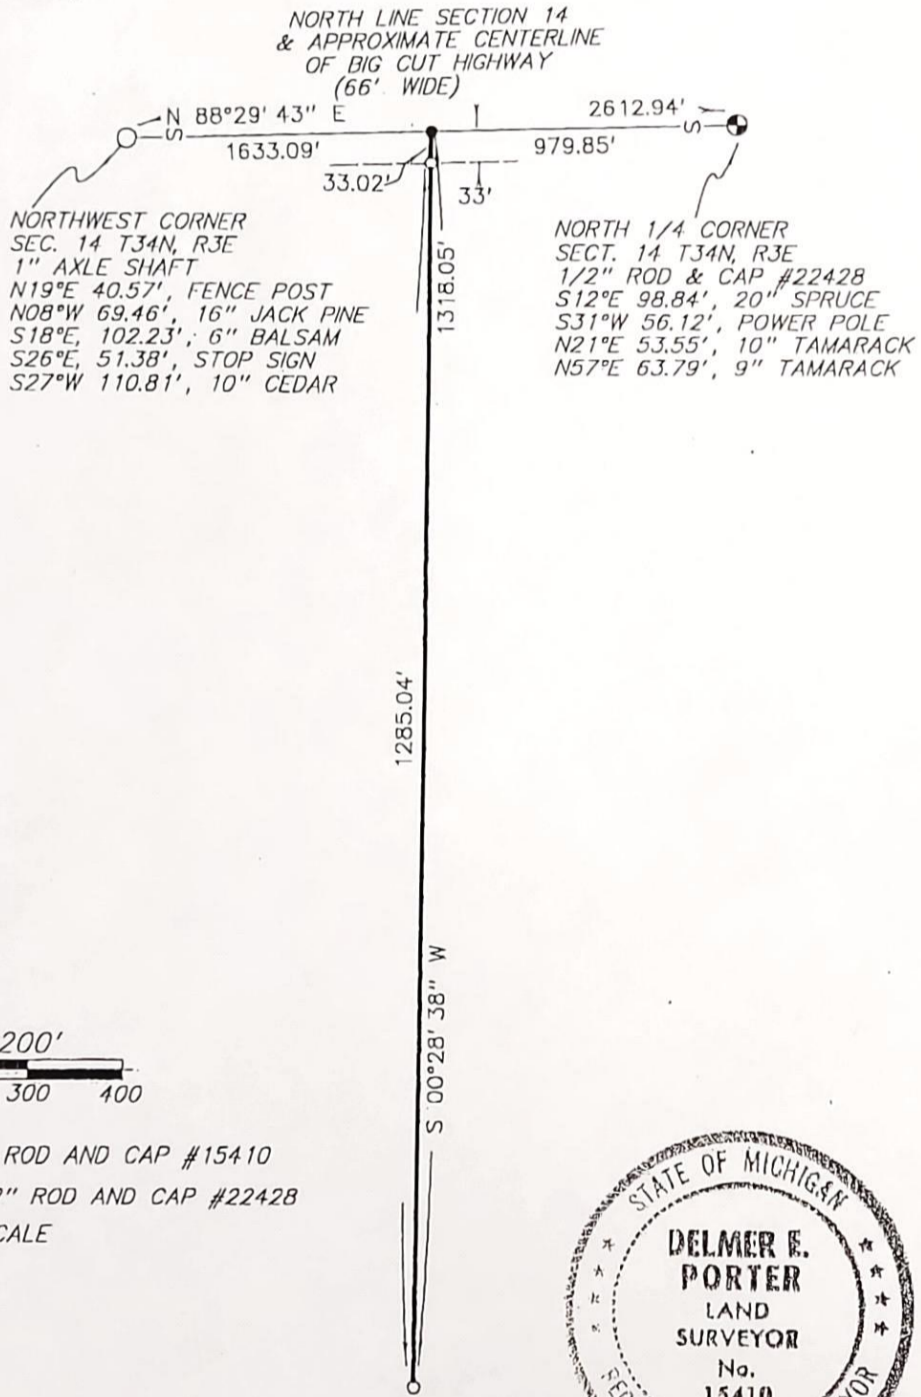 NORTH LINE SECTION 14
& APPROXIMATE CENTERLINE
OF BIG CUT HIGHWAY
(66' WIDE)
N 88°29' 43" E
2612.94'
S
S
1633.09'
979.85'
33.02'
33'
NORTHWEST CORNER
SEC. 14 T34N, R3E
1" AXLE SHAFT
N19°E 40.57', FENCE POST
N08°W 69.46', 16" JACK PINE
S18°E, 102.23'; 6" BALSAM
S26°E, 51.38', STOP SIGN
S27°W 110.81', 10" CEDAR
NORTH 1/4 CORNER
SECT. 14 T34N, R3E
1/2" ROD & CAP #22428
S12°E 98.84', 20" SPRUCE
S31°W 56.12', POWER POLE
N21°E 53.55', 10" TAMARACK
N57°E 63.79', 9" TAMARACK
1318.05'
1285.04'
S 00°28' 38" W
200'
300 400
ROD AND CAP #15410
" ROD AND CAP #22428
CALE
STATE OF MICHIGAN
DELMER E.
PORTER
LAND
SURVEYOR
No.
15410